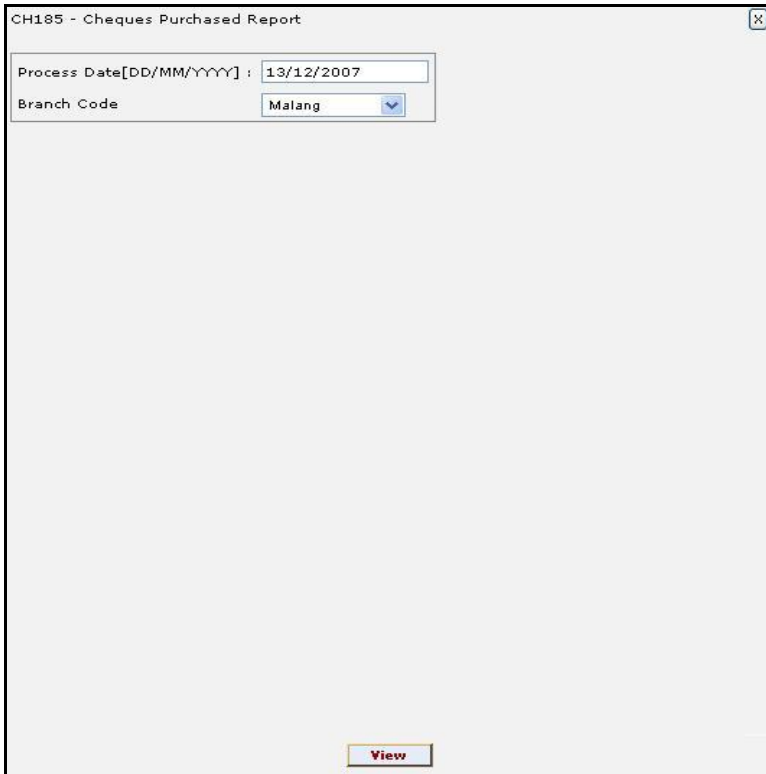 CH185 - Cheques Purchased Report
X
Process Date[DD/MM/YYYY] : 13/12/2007
Branch Code Malang
View